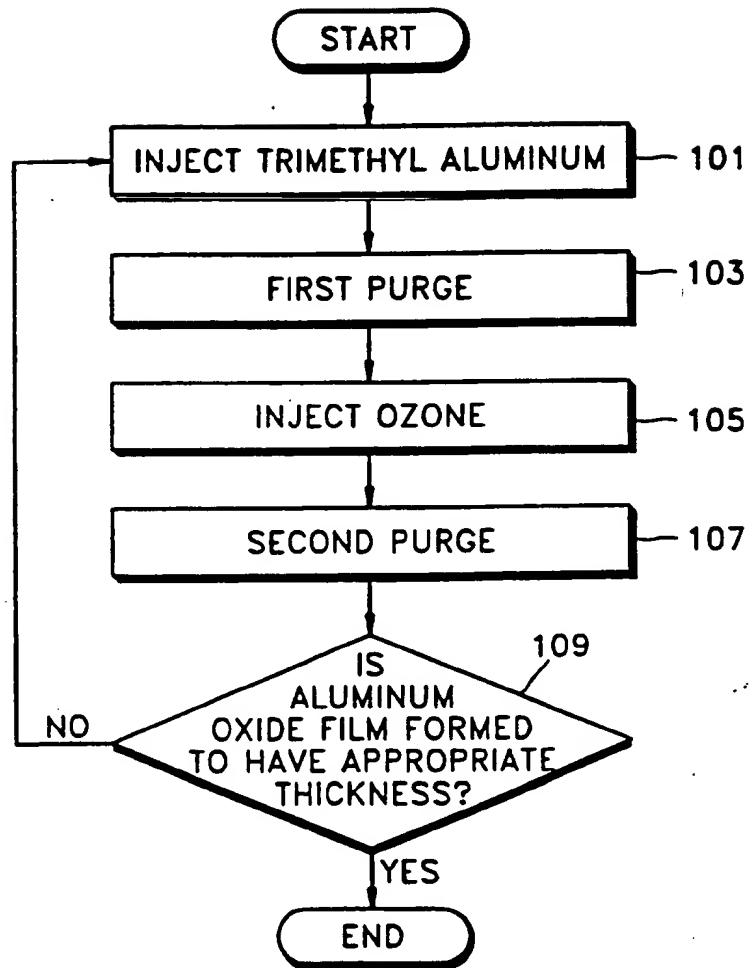 START
INJECT TRIMETHYL ALUMINUM
101
FIRST PURGE
103
INJECT OZONE
105
SECOND PURGE
107
109
IS
ALUMINUM
OXIDE FILM FORMED
TO HAVE APPROPRIATE
THICKNESS?
NO
YES
END